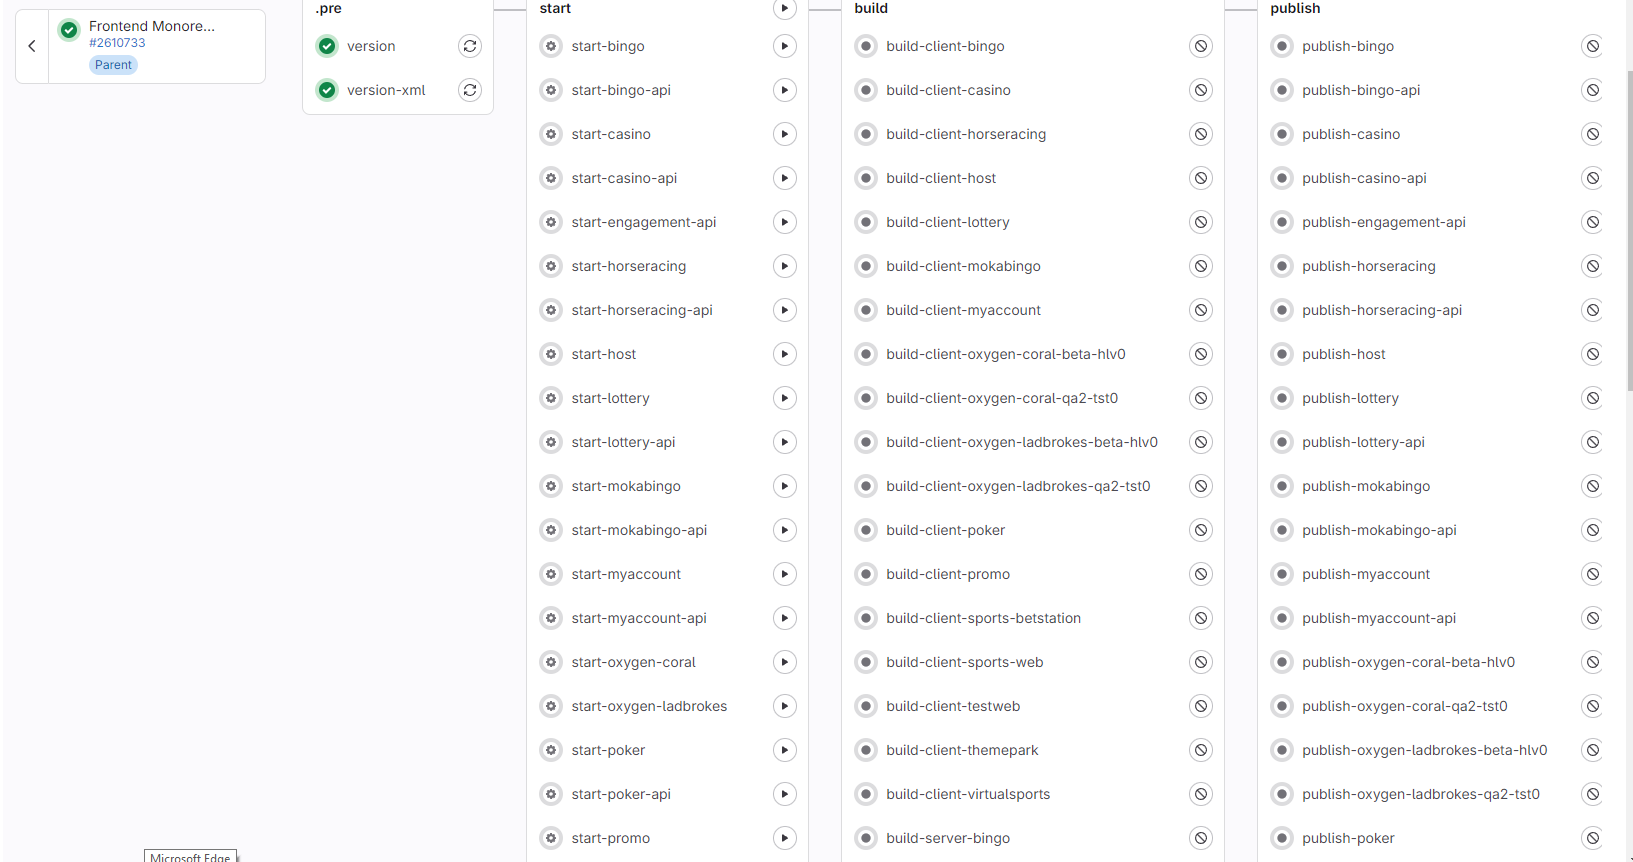 Frontend Monore...
#2610733
Parent
.pre
version
version-xml
start
start-bingo
start-bingo-api
start-casino
start-casino-api
start-engagement-api
start-horseracing
start-horseracing-api
start-host
start-lottery
start-lottery-api
start-mokabingo
start-mokabingo-api
start-myaccount
start-myaccount-api
start-oxygen-coral
start-oxygen-ladbrokes
start-poker
start-poker-api
start-promo
build
build-client-bingo
build-client-casino
build-client-horseracing
build-client-host
build-client-lottery
build-client-mokabingo
build-client-myaccount
build-client-oxygen-coral-beta-hlv0
build-client-oxygen-coral-qa2-tst0
build-client-oxygen-ladbrokes-beta-hlv0
build-client-oxygen-ladbrokes-qa2-tst0
build-client-poker
build-client-promo
build-client-sports-betstation
build-client-sports-web
build-client-testweb
build-client-themepark
build-client-virtualsports
build-server-bingo
publish
publish-bingo
publish-bingo-api
publish-casino
publish-casino-api
publish-engagement-api
publish-horseracing
publish-horseracing-api
publish-host
publish-lottery
publish-lottery-api
publish-mokabingo
publish-mokabingo-api
publish-myaccount
publish-myaccount-api
publish-oxygen-coral-beta-hlv0
publish-oxygen-coral-qa2-tst0
publish-oxygen-ladbrokes-beta-hlv0
publish-oxygen-ladbrokes-qa2-tst0
publish-poker
Microsoft Edge